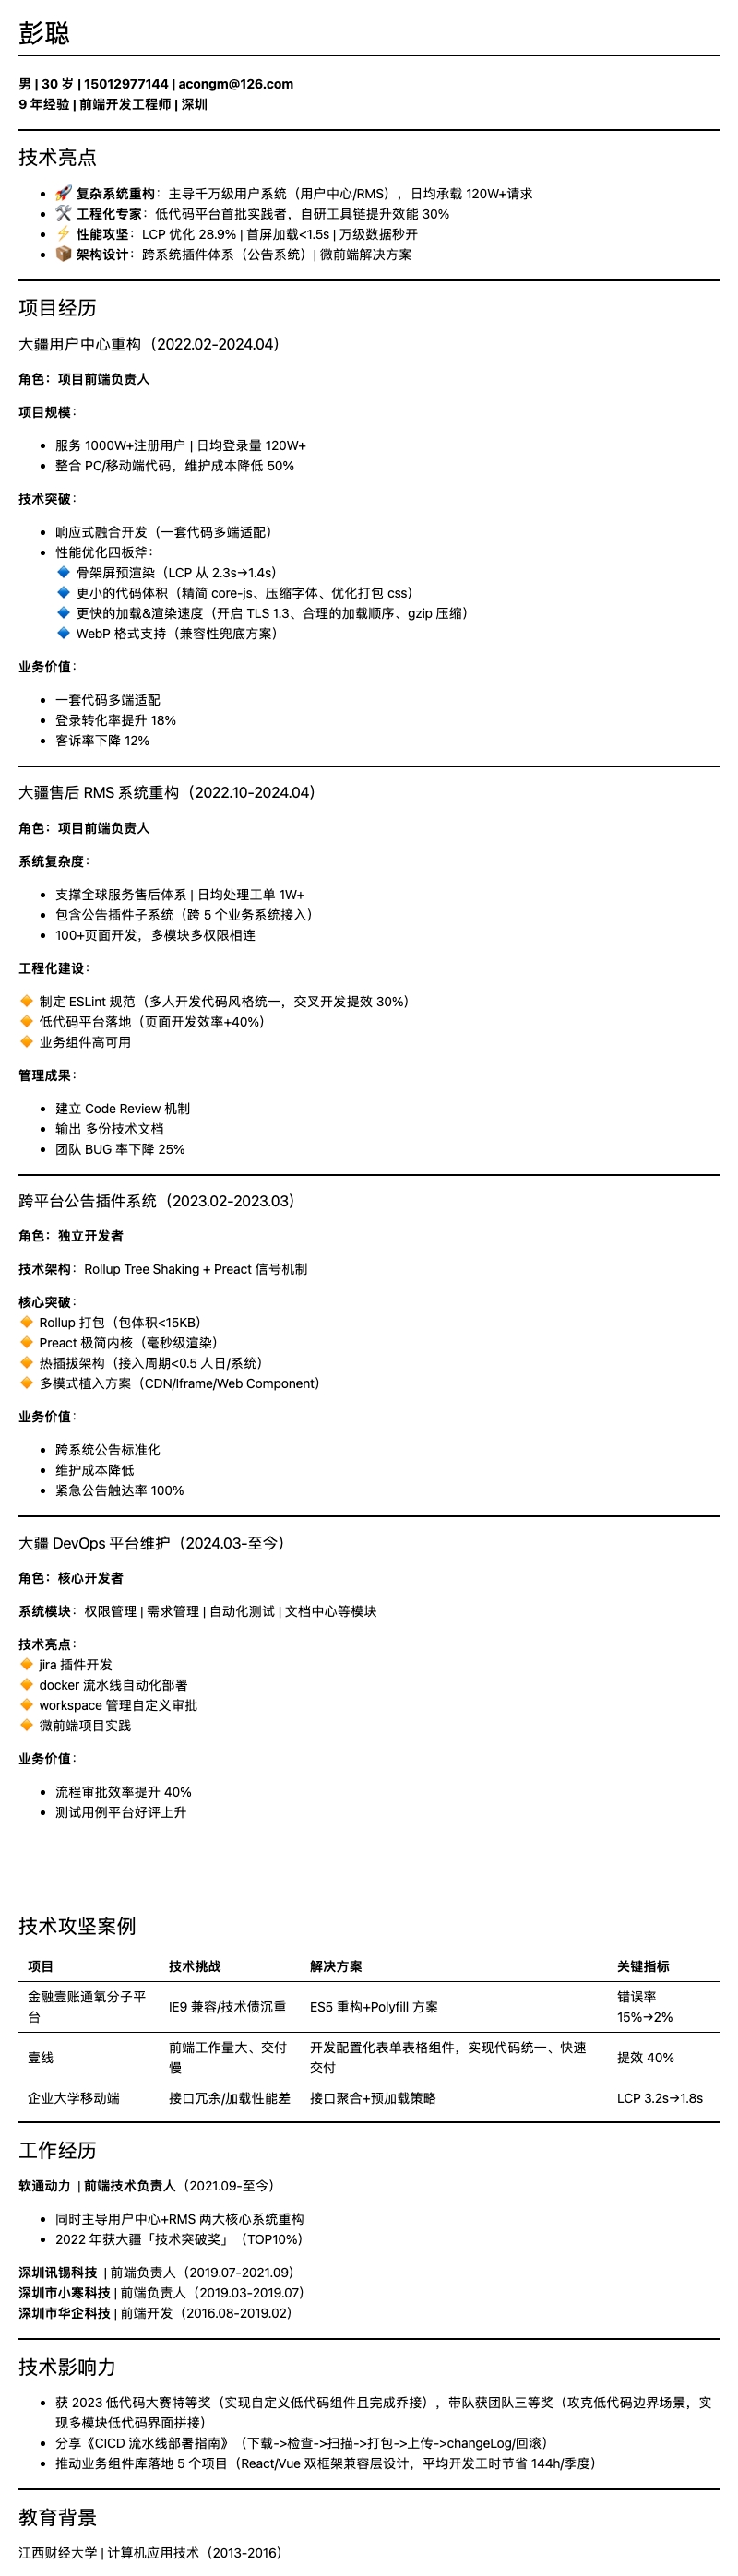 彭聪
男 | 30 岁 | 15012977144 | acongm@126.com
9 年经验 | 前端开发工程师 | 深圳
技术亮点
• 🚀 复杂系统重构：主导千万级用户系统（用户中心/RMS），日均承载 120W+请求
• 🛠️ 工程化专家：低代码平台首批实践者，自研工具链提升效能 30%
• ⚡ 性能攻坚：LCP 优化 28.9% | 首屏加载<1.5s | 万级数据秒开
• 📦 架构设计：跨系统插件体系（公告系统）| 微前端解决方案
项目经历
大疆用户中心重构（2022.02-2024.04）
角色：项目前端负责人
项目规模：
• 服务 1000W+注册用户 | 日均登录量 120W+
• 整合 PC/移动端代码，维护成本降低 50%
技术突破：
• 响应式融合开发（一套代码多端适配）
• 性能优化四板斧：
🔹 骨架屏预渲染（LCP 从 2.3s→1.4s）
🔹 更小的代码体积（精简 core-js、压缩字体、优化打包 css）
🔹 更快的加载&渲染速度（开启 TLS 1.3、合理的加载顺序、gzip 压缩）
🔹 WebP 格式支持（兼容性兜底方案）
业务价值：
• 一套代码多端适配
• 登录转化率提升 18%
• 客诉率下降 12%
大疆售后 RMS 系统重构（2022.10-2024.04）
角色：项目前端负责人
系统复杂度：
• 支撑全球服务售后体系 | 日均处理工单 1W+
• 包含公告插件子系统（跨 5 个业务系统接入）
• 100+页面开发，多模块多权限相连
工程化建设：
🔸 制定 ESLint 规范（多人开发代码风格统一，交叉开发提效 30%）
🔸 低代码平台落地（页面开发效率+40%）
🔸 业务组件高可用
管理成果：
• 建立 Code Review 机制
• 输出 多份技术文档
• 团队 BUG 率下降 25%
跨平台公告插件系统（2023.02-2023.03）
角色：独立开发者
技术架构：Rollup Tree Shaking + Preact 信号机制
核心突破：
🔸 Rollup 打包（包体积<15KB）
🔸 Preact 极简内核（毫秒级渲染）
🔸 热插拔架构（接入周期<0.5 人日/系统）
🔸 多模式植入方案（CDN/Iframe/Web Component）
业务价值：
• 跨系统公告标准化
• 维护成本降低
• 紧急公告触达率 100%
大疆 DevOps 平台维护（2024.03-至今）
角色：核心开发者
系统模块：权限管理 | 需求管理 | 自动化测试 | 文档中心等模块
技术亮点：
🔸 jira 插件开发
🔸 docker 流水线自动化部署
🔸 workspace 管理自定义审批
🔸 微前端项目实践
业务价值：
• 流程审批效率提升 40%
• 测试用例平台好评上升
技术攻坚案例
项目 技术挑战 解决方案 关键指标
金融壹账通氧分子平台 IE9 兼容/技术债沉重 ES5 重构+Polyfill 方案 错误率 15%→2%
壹线 前端工作量大、交付慢 开发配置化表单表格组件，实现代码统一、快速交付 提效 40%
企业大学移动端 接口冗余/加载性能差 接口聚合+预加载策略 LCP 3.2s→1.8s
工作经历
软通动力 | 前端技术负责人（2021.09-至今）
• 同时主导用户中心+RMS 两大核心系统重构
• 2022 年获大疆「技术突破奖」（TOP10%）
深圳讯锡科技 | 前端负责人（2019.07-2021.09）
深圳市小寒科技 | 前端负责人（2019.03-2019.07）
深圳市华企科技 | 前端开发（2016.08-2019.02）
技术影响力
• 获 2023 低代码大赛特等奖（实现自定义低代码组件且完成乔接），带队获团队三等奖（攻克低代码边界场景，实
现多模块低代码界面拼接）
• 分享《CICD 流水线部署指南》（下载->检查->扫描->打包->上传->changeLog/回滚）
• 推动业务组件库落地 5 个项目（React/Vue 双框架兼容层设计，平均开发工时节省 144h/季度）
教育背景
江西财经大学 | 计算机应用技术（2013-2016）